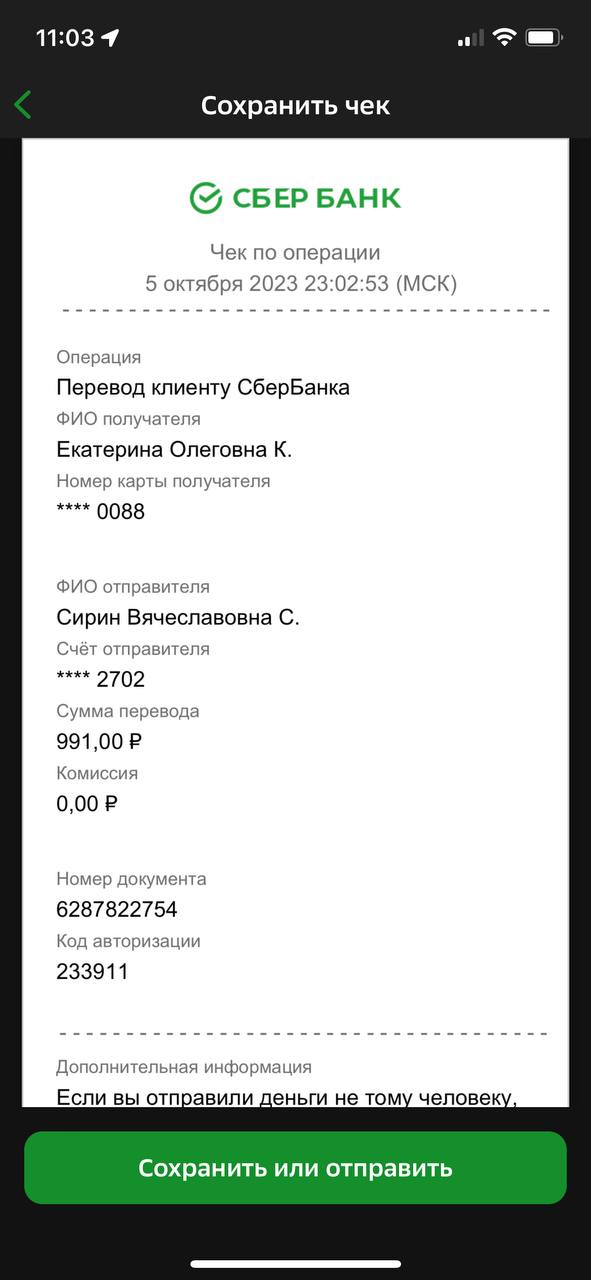 11:03
Сохранить чек
СБЕР БАНК
Чек по операции
5 октября 2023 23:02:53 (МСК)
Операция
Перевод клиенту СберБанка
ФИО получателя
Екатерина Олеговна К.
Номер карты получателя
**** 0088
ФИО отправителя
Сирин Вячеславовна С.
Счёт отправителя
**** 2702
Сумма перевода
991,00 ₽
Комиссия
0,00 ₽
Номер документа
6287822754
Код авторизации
233911
Дополнительная информация
Если вы отправили деньги не тому человеку,
Сохранить или отправить